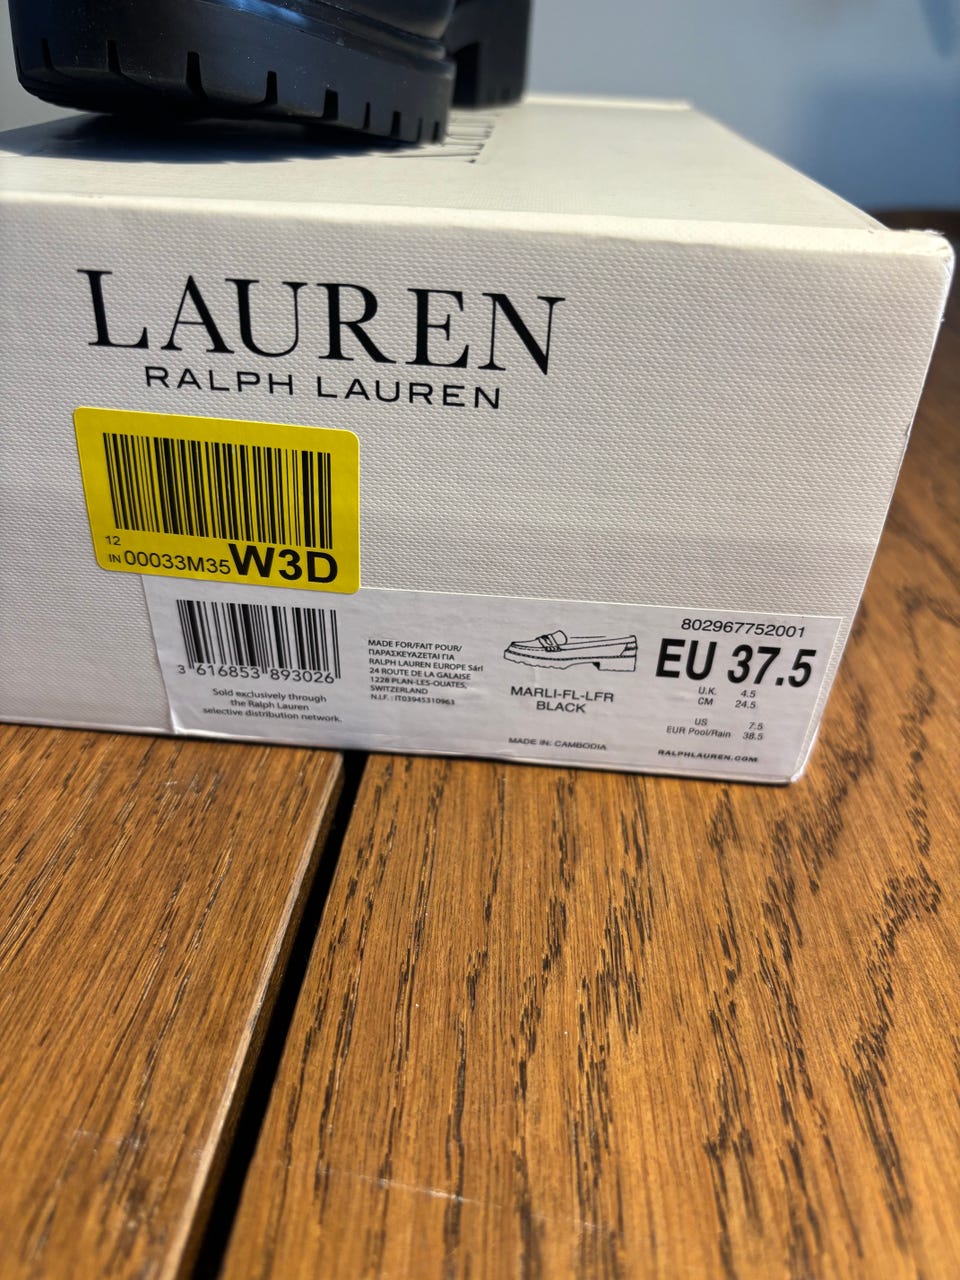 LAUREN
RALPH LAUREN
12
IN 00033M35W3D
3 616853 893026
Sold exclusively through
the Ralph Lauren
selective distribution network.
MADE FOR/FAIT POUR/
ΠΑΡΑΣΚΕΥΑΖΕΤΑΙ ΓΙΑ
RALPH LAUREN EUROPE Sárl
24 ROUTE DE LA GALAISE
1228 PLAN-LES-OUATES,
SWITZERLAND
N.I.F. : IT03945310963
MARLI-FL-LFR
BLACK
MADE IN: CAMBODIA
802967752001
EU 37.5
U.K. 4.5
CM 24.5
US 7.5
EUR Pool/Rain 38.5
RALPHLAUREN.COM